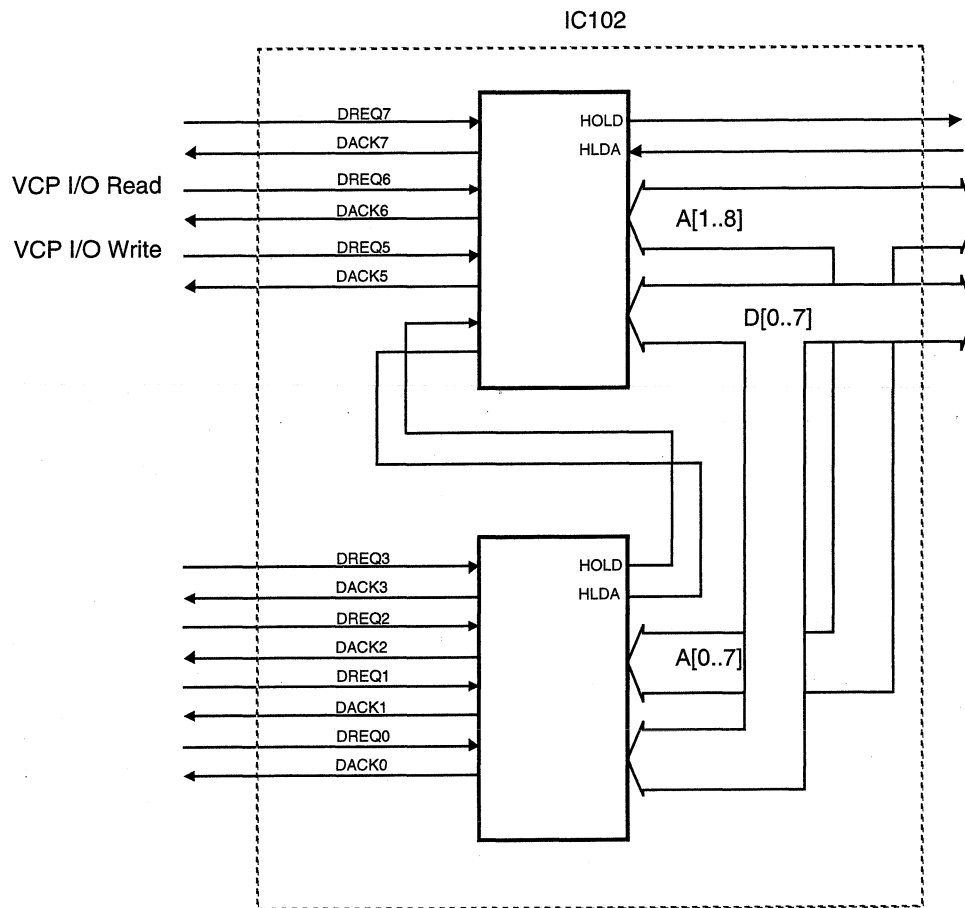 IC102
DREQ7
HOLD
DACK7
HLDA
VCP I/O Read
DREQ6
DACK6
A[1..8]
VCP I/O Write
DREQ5
DACK5
D[0..7]
DREQ3
HOLD
DACK3
HLDA
DREQ2
DACK2
A[0..7]
DREQ1
DACK1
DREQ0
DACK0